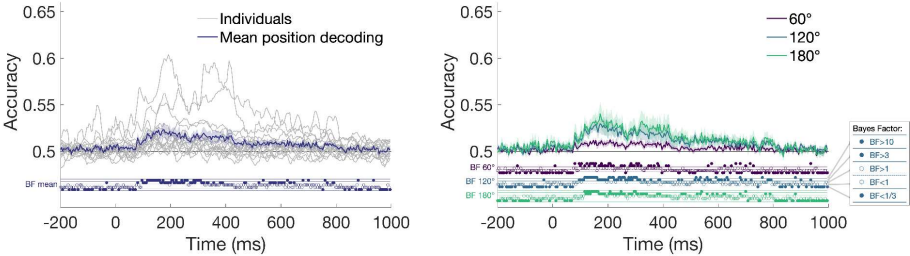 Individuals
Mean position decoding
Accuracy
0.65
0.6
0.55
0.5
BF mean
-200 0 200 400 600 800 1000
Time (ms)
60°
120°
180°
Accuracy
0.65
0.6
0.55
0.5
BF 60°
BF 120°
BF 180°
-200 0 200 400 600 800 1000
Time (ms)
Bayes Factor:
BF>10
BF>3
BF>1
BF<1
BF<1/3